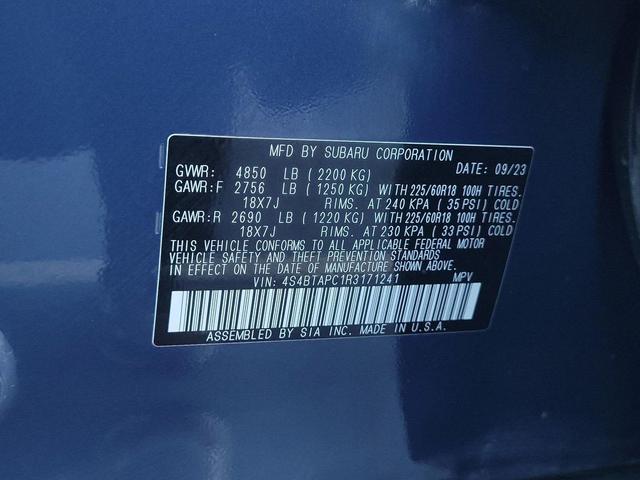 MFD BY SUBARU CORPORATION
GVWR: 4850 LB (2200 KG) DATE: 09/23
GAWR:F 2756 LB (1250 KG) WITH 225/60R18 100H TIRES.
18X7J RIMS. AT 240 KPA (35 PSI) COLD
GAWR:R 2690 LB (1220 KG) WITH 225/60R18 100H TIRES.
18X7J RIMS. AT 230 KPA (33 PSI) COLD
THIS VEHICLE CONFORMS TO ALL APPLICABLE FEDERAL MOTOR
VEHICLE SAFETY AND THEFT PREVENTION STANDARDS
IN EFFECT ON THE DATE OF MANUFACTURE SHOWN ABOVE.
VIN: 4S4BTAPC1R3171241 MPV
ASSEMBLED BY SIA INC. MADE IN U.S.A.